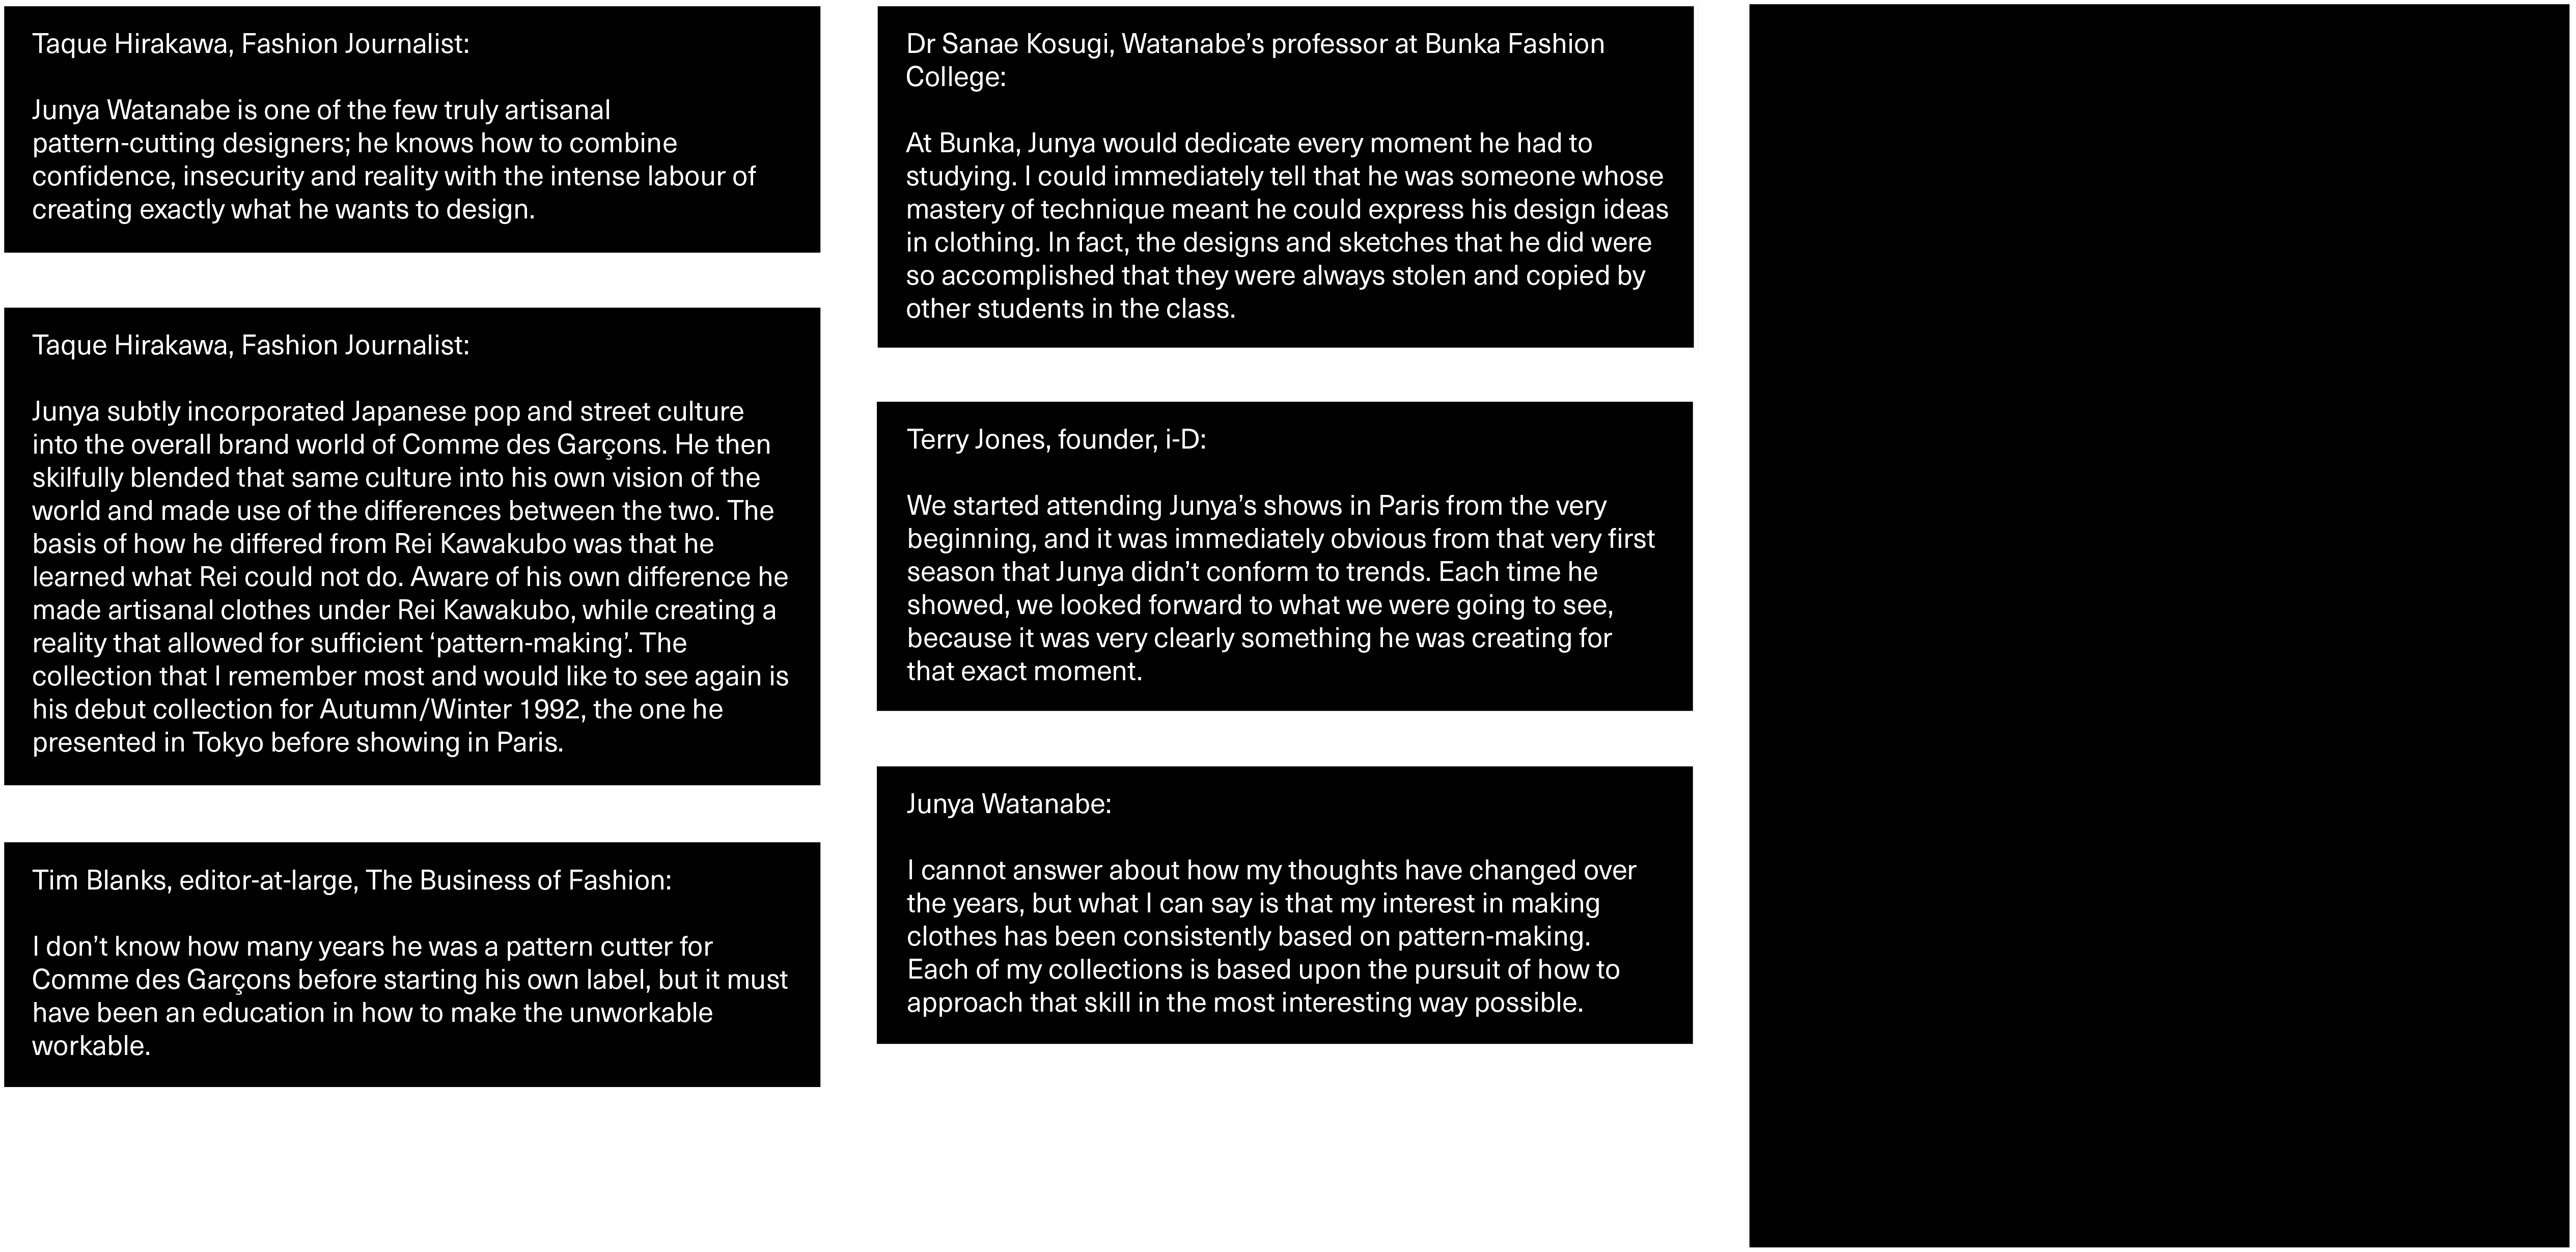 Taque Hirakawa, Fashion Journalist:
Junya Watanabe is one of the few truly artisanal
pattern-cutting designers; he knows how to combine
confidence, insecurity and reality with the intense labour of
creating exactly what he wants to design.
Taque Hirakawa, Fashion Journalist:
Junya subtly incorporated Japanese pop and street culture
into the overall brand world of Comme des Garçons. He then
skilfully blended that same culture into his own vision of the
world and made use of the differences between the two. The
basis of how he differed from Rei Kawakubo was that he
learned what Rei could not do. Aware of his own difference he
made artisanal clothes under Rei Kawakubo, while creating a
reality that allowed for sufficient ‘pattern-making’. The
collection that I remember most and would like to see again is
his debut collection for Autumn/Winter 1992, the one he
presented in Tokyo before showing in Paris.
Tim Blanks, editor-at-large, The Business of Fashion:
I don’t know how many years he was a pattern cutter for
Comme des Garçons before starting his own label, but it must
have been an education in how to make the unworkable
workable.
Dr Sanae Kosugi, Watanabe’s professor at Bunka Fashion
College:
At Bunka, Junya would dedicate every moment he had to
studying. I could immediately tell that he was someone whose
mastery of technique meant he could express his design ideas
in clothing. In fact, the designs and sketches that he did were
so accomplished that they were always stolen and copied by
other students in the class.
Terry Jones, founder, i-D:
We started attending Junya’s shows in Paris from the very
beginning, and it was immediately obvious from that very first
season that Junya didn’t conform to trends. Each time he
showed, we looked forward to what we were going to see,
because it was very clearly something he was creating for
that exact moment.
Junya Watanabe:
I cannot answer about how my thoughts have changed over
the years, but what I can say is that my interest in making
clothes has been consistently based on pattern-making.
Each of my collections is based upon the pursuit of how to
approach that skill in the most interesting way possible.